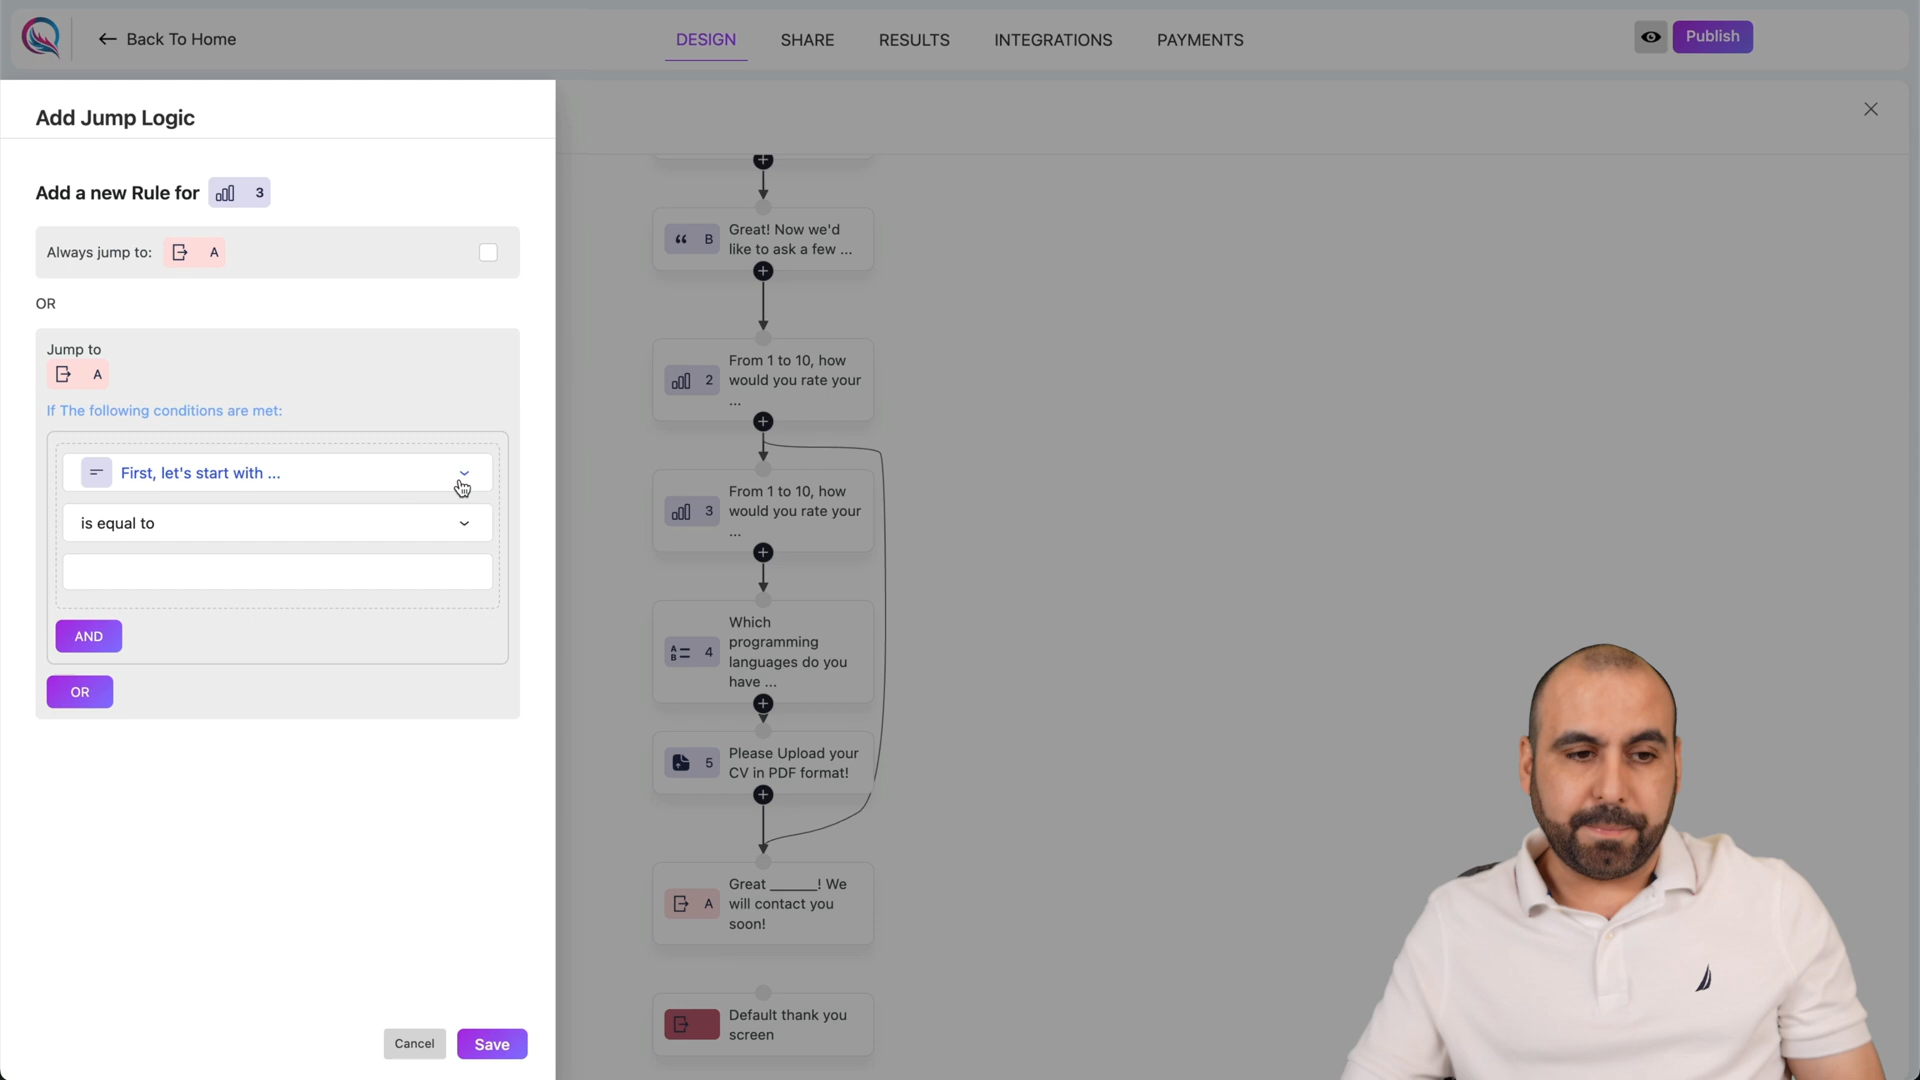 Back To Home
DESIGN
SHARE
RESULTS
INTEGRATIONS
PAYMENTS
Publish
Add Jump Logic
Add a new Rule for
3
Always jump to:
A
OR
Jump to
A
If The following conditions are met:
First, let's start with ...
is equal to
AND
OR
Cancel
Save
B
Great! Now we'd
like to ask a few ...
2
From 1 to 10, how
would you rate your
...
3
From 1 to 10, how
would you rate your
...
4
Which
programming
languages do you
have ...
5
Please Upload your
CV in PDF format!
A
Great ______! We
will contact you
soon!
Default thank you
screen